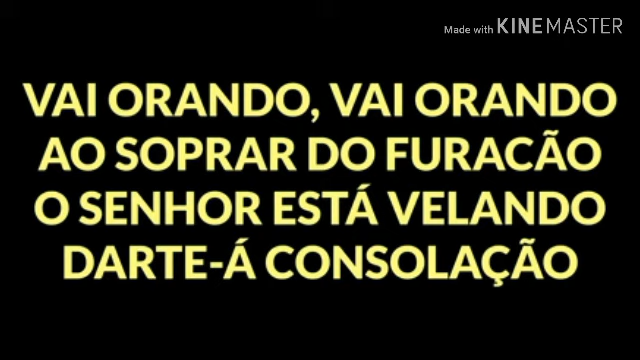 Made with KINEMASTER
VAI ORANDO, VAI ORANDO
AO SOPRAR DO FURACÃO
O SENHOR ESTÁ VELANDO
DARTE-Á CONSOLAÇÃO